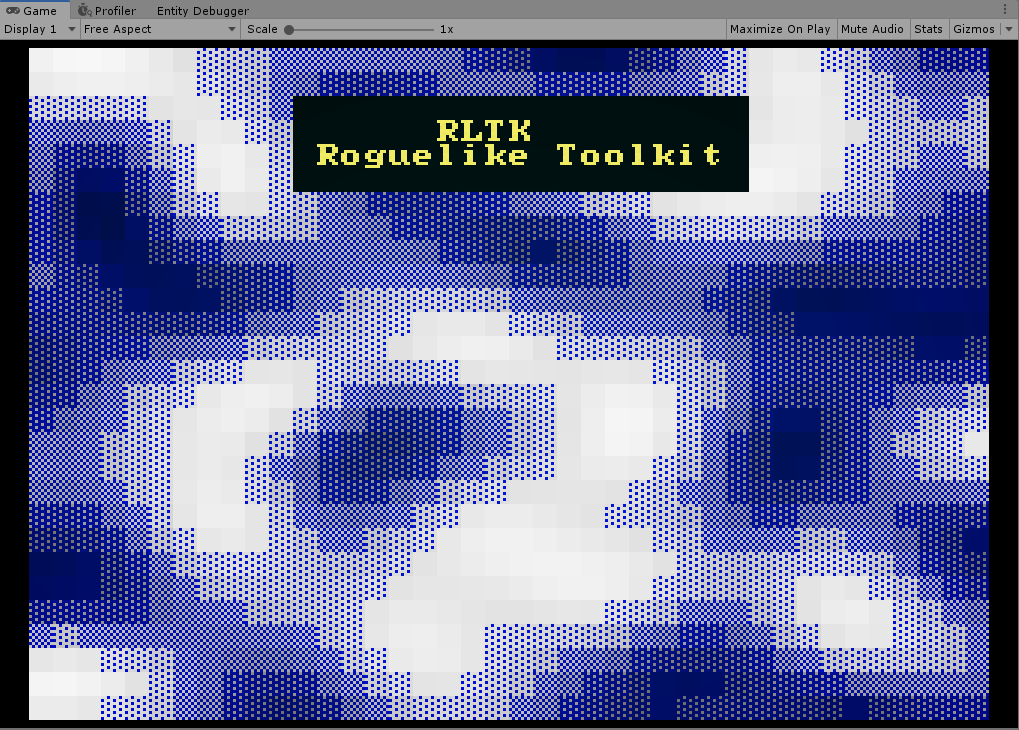 Game Profiler Entity Debugger
Display 1 Free Aspect Scale 1x Maximize On Play Mute Audio Stats Gizmos
RLTK
Roguelike Toolkit